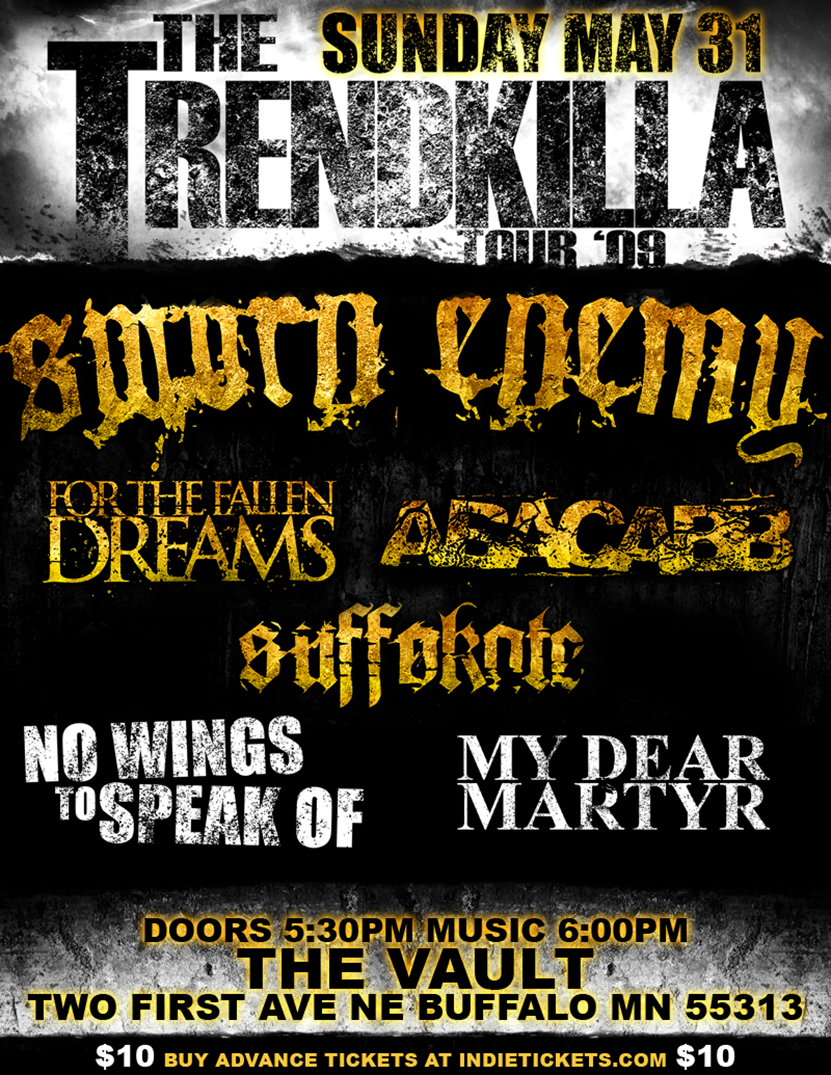 THE SUNDAY MAY 31
TRENDKILLA
TOUR '09
sworn enemy
FOR THE FALLEN
DREAMS
ABACABB
suffokate
NO WINGS
TO SPEAK OF
MY DEAR
MARTYR
DOORS 5:30PM MUSIC 6:00PM
THE VAULT
TWO FIRST AVE NE BUFFALO MN 55313
$10 BUY ADVANCE TICKETS AT INDIETICKETS.COM $10